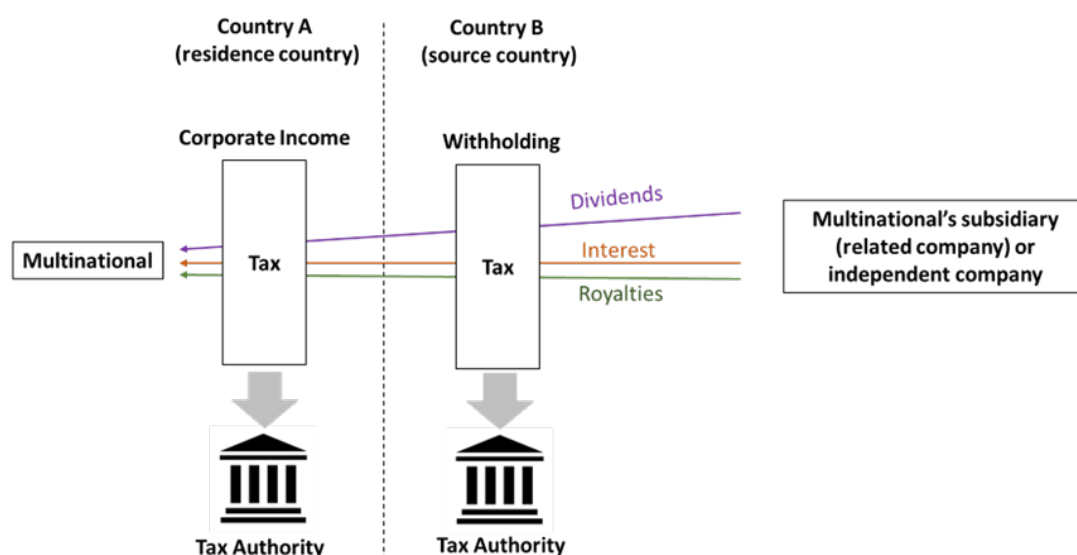 Country A
(residence country)
Country B
(source country)
Corporate Income
Withholding
Dividends
Multinational
Tax
Tax
Interest
Royalties
Multinational’s subsidiary
(related company) or
independent company
Tax Authority
Tax Authority